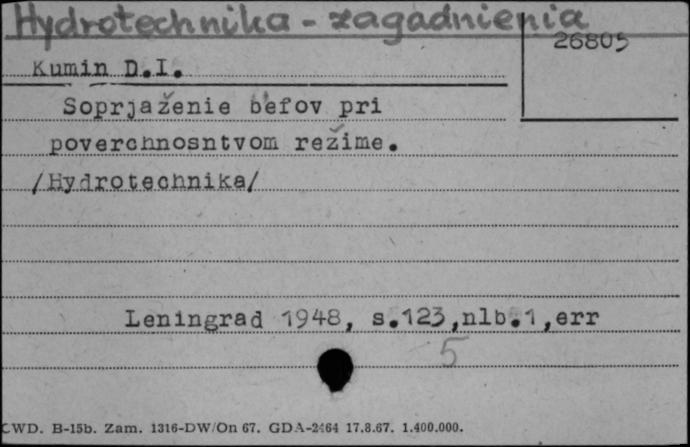 Hydrotechnika - zagadnienia
26805
Kumin D.I.
Soprjaženie befov pri
poverchnosntvom režime.
/Hydrotechnika/
Leningrad 1948, s.123,nlb.1,err
5
CWD. B-15b. Zam. 1316-DW/On 67. GDA-2464 17.8.67. 1.400.000.